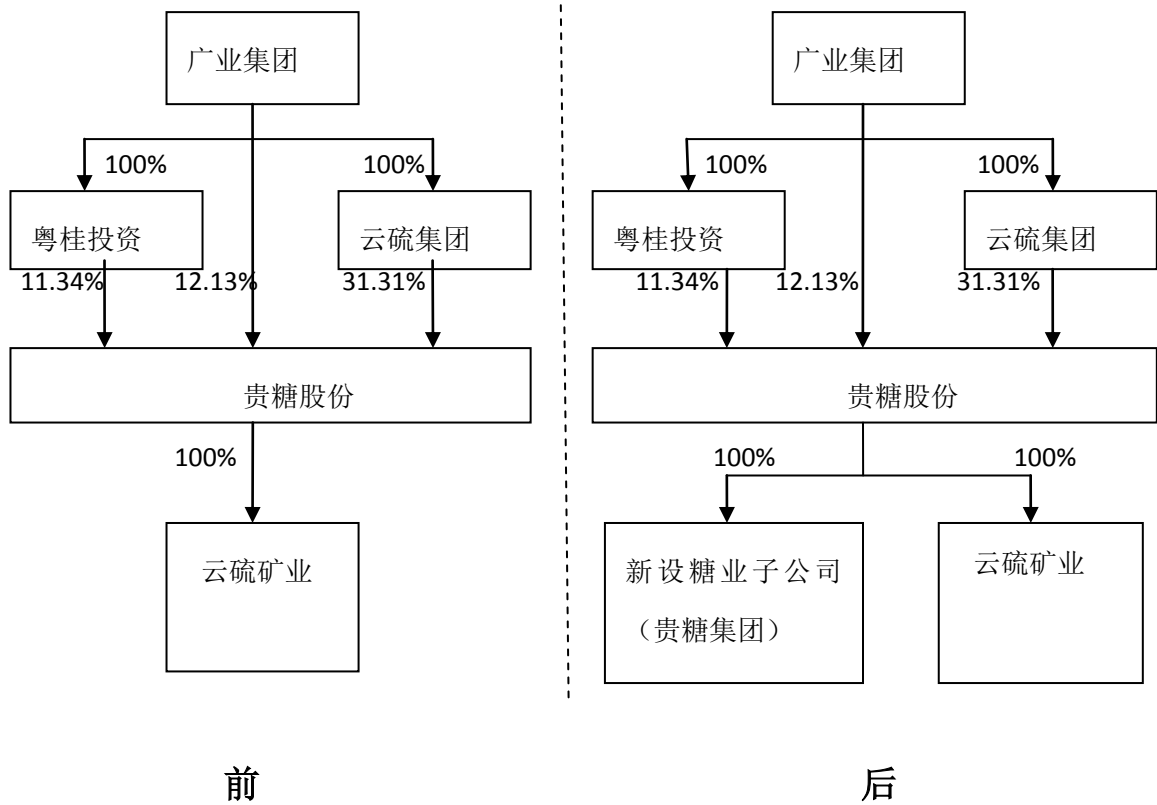 广业集团
100%
100%
粤桂投资
云硫集团
11.34%
12.13%
31.31%
贵糖股份
100%
云硫矿业
前
广业集团
100%
100%
粤桂投资
云硫集团
11.34%
12.13%
31.31%
贵糖股份
100%
100%
新设糖业子公司
（贵糖集团）
云硫矿业
后